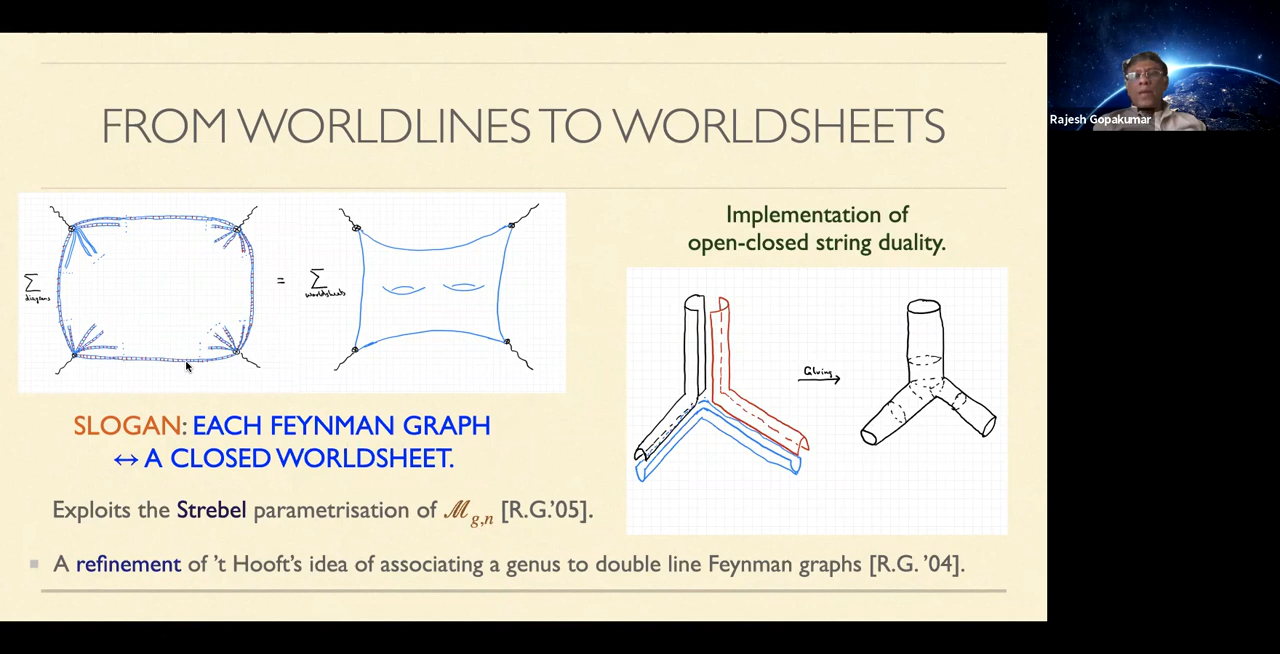 FROM WORLDLINES TO WORLDSHEETS
Σ
diagrams
=
Σ
worldsheets
Implementation of
open-closed string duality.
Gluing
SLOGAN: EACH FEYNMAN GRAPH
↔ A CLOSED WORLDSHEET.
Exploits the Strebel parametrisation of ℳg,n [R.G.'05].
A refinement of 't Hooft's idea of associating a genus to double line Feynman graphs [R.G. '04].
Rajesh Gopakumar